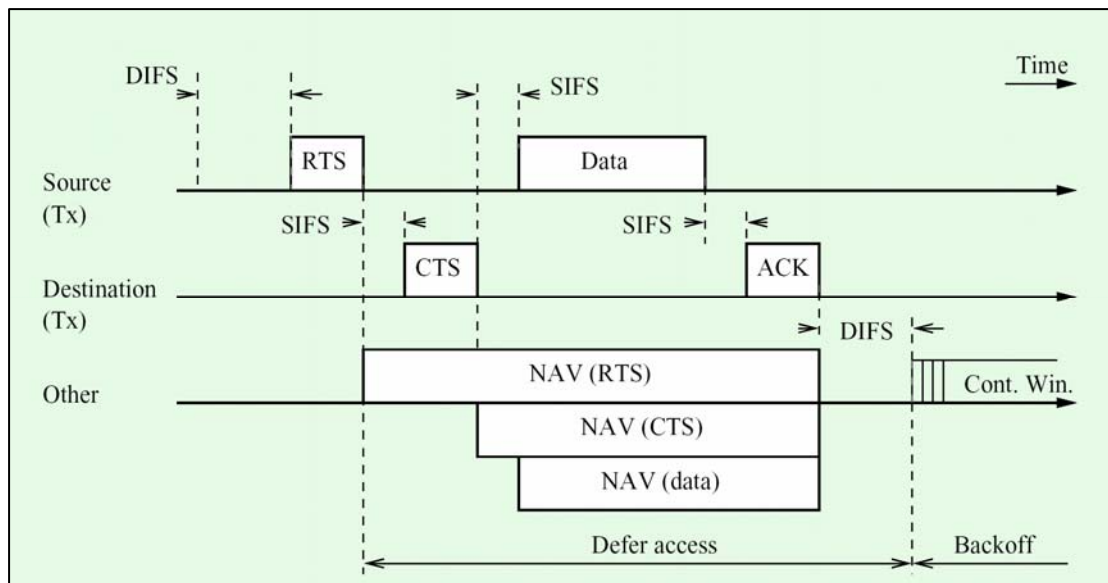 DIFS
SIFS
Time
RTS
Data
Source
(Tx)
SIFS
SIFS
CTS
ACK
Destination
(Tx)
DIFS
NAV (RTS)
Cont. Win.
Other
NAV (CTS)
NAV (data)
Defer access
Backoff